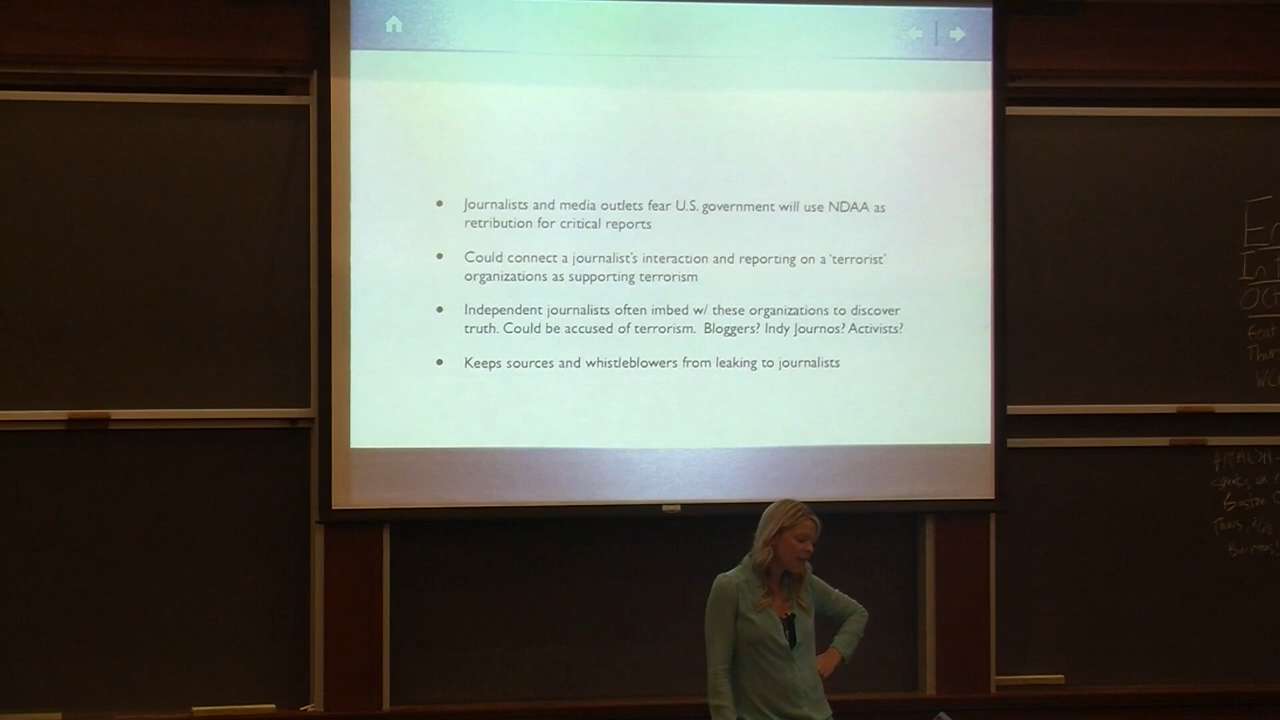 • Journalists and media outlets fear U.S. government will use NDAA as
retribution for critical reports
• Could connect a journalist's interaction and reporting on a 'terrorist'
organizations as supporting terrorism
• Independent journalists often imbed w/ these organizations to discover
truth. Could be accused of terrorism. Bloggers? Indy Journos? Activists?
• Keeps sources and whistleblowers from leaking to journalists